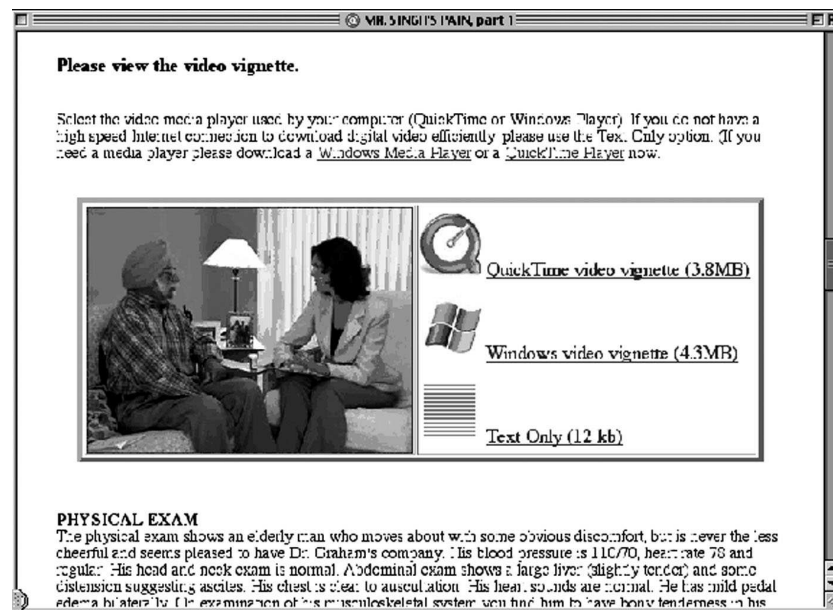 MR. SINGH'S PAIN, part 1
Please view the video vignette.
Select the video media player used by your computer (QuickTime or Windows Player) If you do not have a
high speed Internet connection to download digital video efficiently please use the Text Only option. (If you
need a media player please download a Windows Media Player or a QuickTime Player now.
QuickTime video vignette (3.8MB)
Windows video vignette (4.3MB)
Text Only (12 kb)
PHYSICAL EXAM
The physical exam shows an elderly man who moves about with some obvious discomfort, but is never the less
cheerful and seems pleased to have Dr. Graham's company. His blood pressure is 110/70, heart rate 78 and
regular. His head and neck exam is normal. Abdominal exam shows a large liver (slightly tender) and some
distension suggesting ascites. His chest is clear to auscultation. His heart sounds are normal. He has mild pedal
edema bilaterally. On examination of his musculoskeletal system you find him to have bony tenderness in his